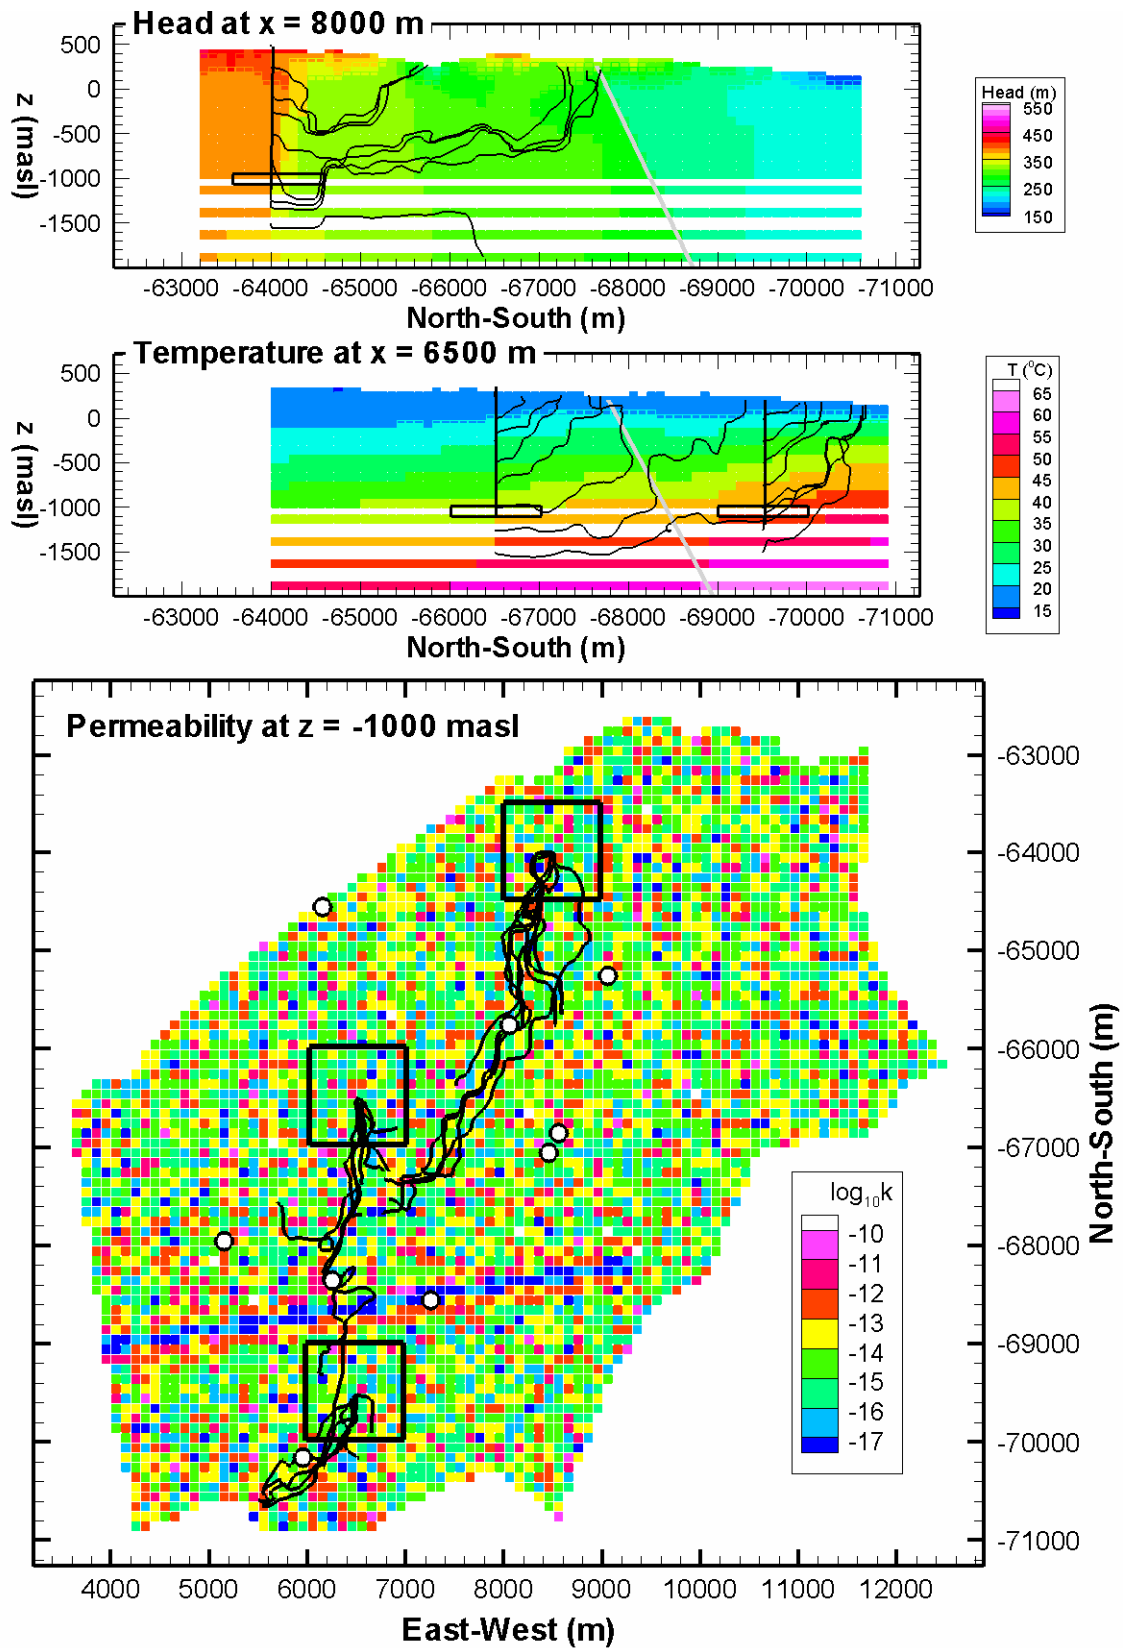 Head at x = 8000 m
500
0
-500
-1000
-1500
z (masl)
-63000 -64000 -65000 -66000 -67000 -68000 -69000 -70000 -71000
North-South (m)
Head (m)
550
450
350
250
150
Temperature at x = 6500 m
500
0
-500
-1000
-1500
z (masl)
-63000 -64000 -65000 -66000 -67000 -68000 -69000 -70000 -71000
North-South (m)
T (⁰C)
65
60
55
50
45
40
35
30
25
20
15
Permeability at z = -1000 masl
-63000
-64000
-65000
-66000
-67000
-68000
-69000
-70000
-71000
North-South (m)
log₁₀k
-10
-11
-12
-13
-14
-15
-16
-17
4000 5000 6000 7000 8000 9000 10000 11000 12000
East-West (m)